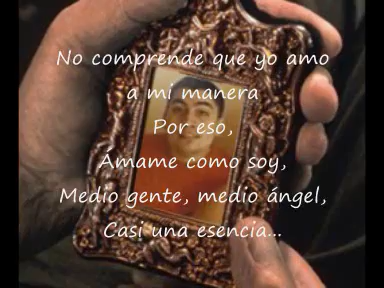 No comprende que yo amo
a mi manera
Por eso,
Ámame como soy,
Medio gente, medio ángel,
Casi una esencia...